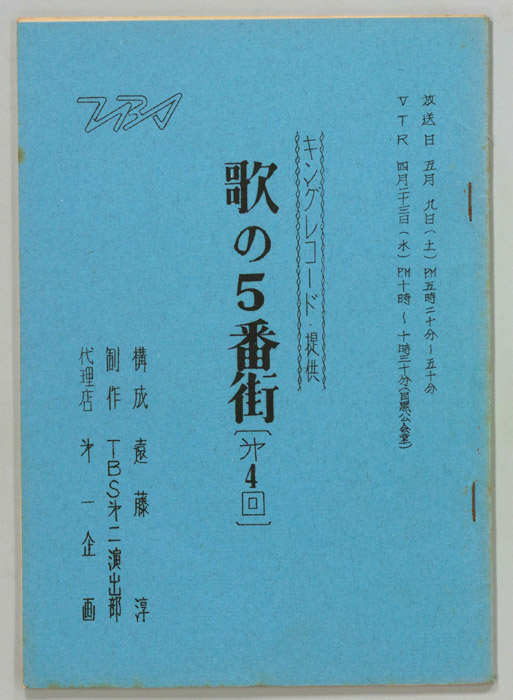 放送日 五月九日(土)PM五時二十分~五十分
VTR 四月二十三日(水)PM十時~十時三十分(目黒公会堂)
キングレコード・提供
歌の5番街[㐧4回]
構成 遠藤淳
制作 TBS㐧二演出部
代理店 㐧一企画
TBS